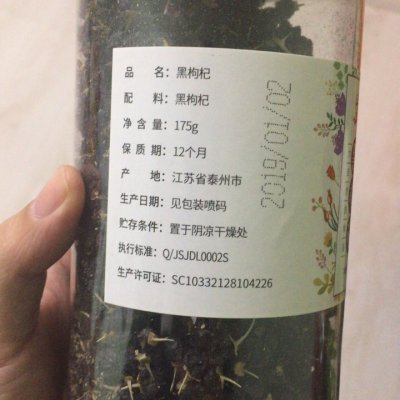 品 名：黑枸杞
配 料：黑枸杞
净 含 量：175g
保 质 期：12个月
产 地：江苏省泰州市
生产日期：见包装喷码
贮存条件：置于阴凉干燥处
执行标准：Q/JSJDL0002S
生产许可证：SC10332128104226
2019/01/02